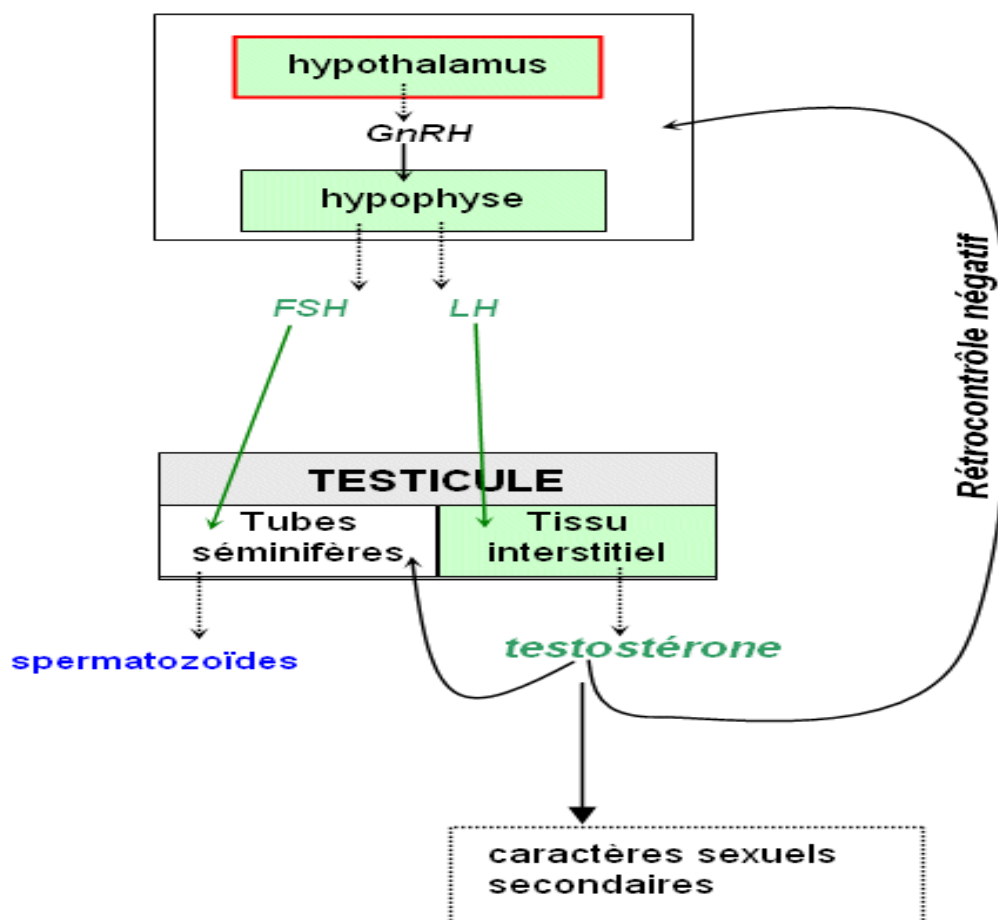 hypothalamus
GnRH
hypophyse
FSH LH
Rétrocontrôle négatif
TESTICULE
Tubes
séminifères
Tissu
interstitiel
spermatozoïdes
testostérone
caractères sexuels
secondaires